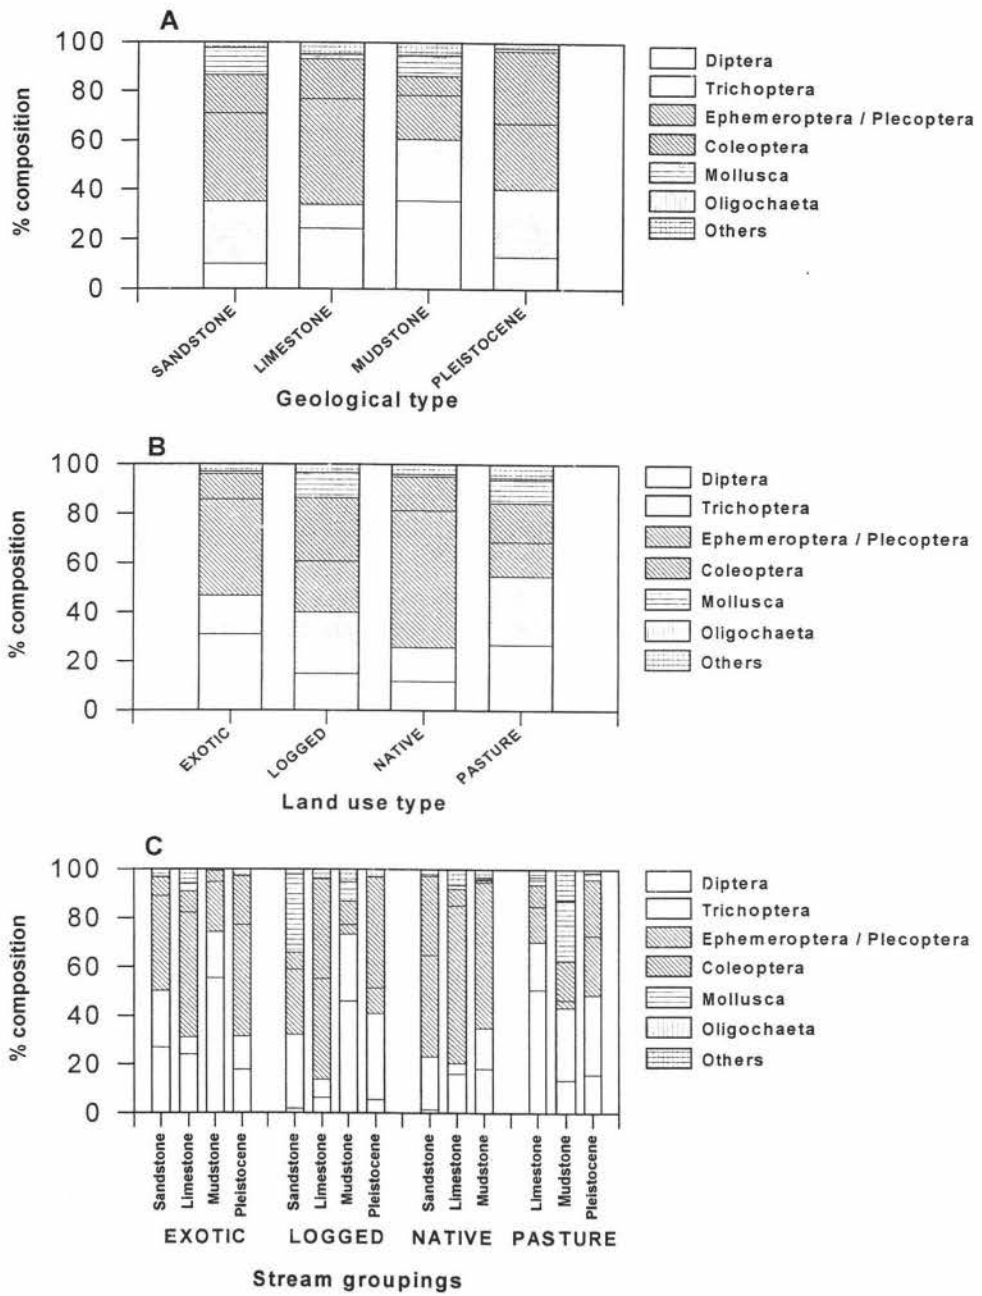 A
100
80
60
40
20
0
% composition
SANDSTONE
LIMESTONE
MUDSTONE
PLEISTOCENE
Geological type
Diptera
Trichoptera
Ephemeroptera / Plecoptera
Coleoptera
Mollusca
Oligochaeta
Others
B
100
80
60
40
20
0
% composition
EXOTIC
LOGGED
NATIVE
PASTURE
Land use type
Diptera
Trichoptera
Ephemeroptera / Plecoptera
Coleoptera
Mollusca
Oligochaeta
Others
C
100
80
60
40
20
0
% composition
Sandstone
Limestone
Mudstone
Pleistocene
Sandstone
Limestone
Mudstone
Pleistocene
Sandstone
Limestone
Mudstone
Limestone
Mudstone
Pleistocene
EXOTIC LOGGED NATIVE PASTURE
Stream groupings
Diptera
Trichoptera
Ephemeroptera / Plecoptera
Coleoptera
Mollusca
Oligochaeta
Others